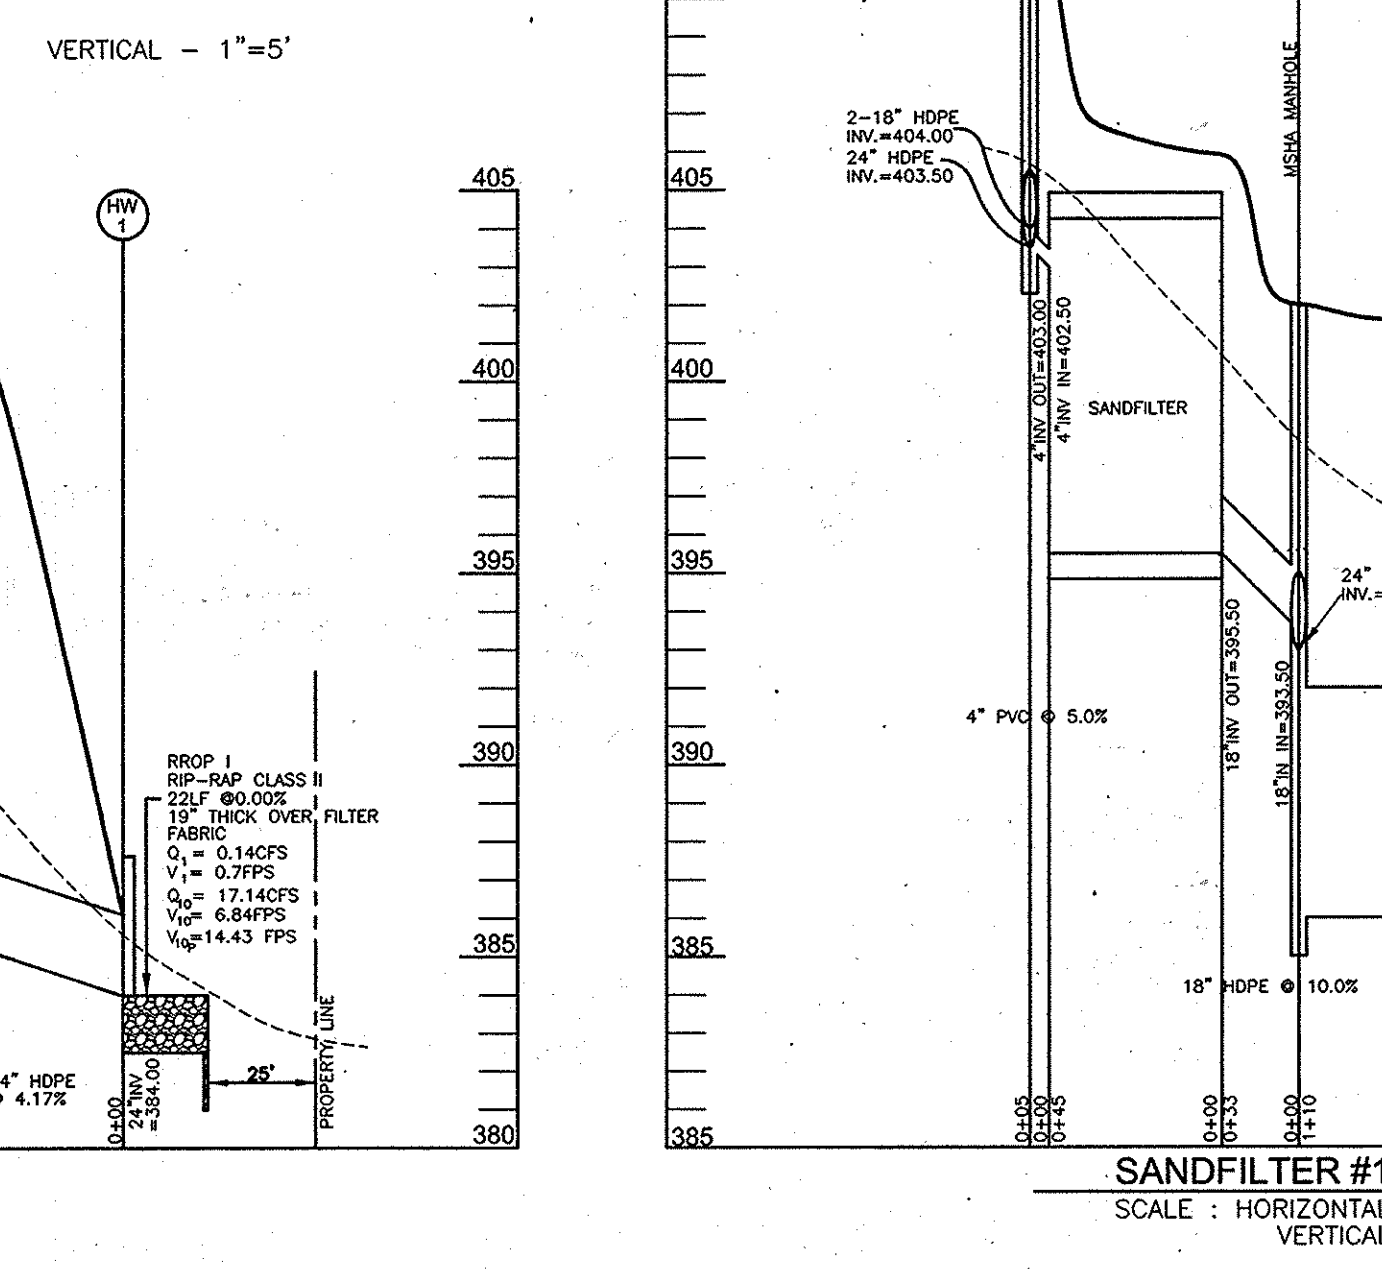 VERTICAL - 1"=5'
HW
1
405
400
395
390
385
380
RROP I
RIP-RAP CLASS II
22LF @0.00%
19" THICK OVER FILTER
FABRIC
Q1= 0.14CFS
V1= 0.7FPS
Q10= 17.14CFS
V10= 6.84FPS
V10P=14.43 FPS
4" HDPE
4.17%
0+00
24"INV
=384.00
25'
PROPERTY LINE
405
400
395
390
385
385
2-18" HDPE
INV.=404.00
24" HDPE
INV.=403.50
MSHA MANHOLE
4"INV OUT=403.00
4"INV IN=402.50
SANDFILTER
24"
INV.=
18"INV OUT=395.50
18"IN IN=393.50
4" PVC @ 5.0%
18" HDPE @ 10.0%
0+05
0+00
0+45
0+00
0+33
0+00
1+10
SANDFILTER #1
SCALE : HORIZONTAL
VERTICAL